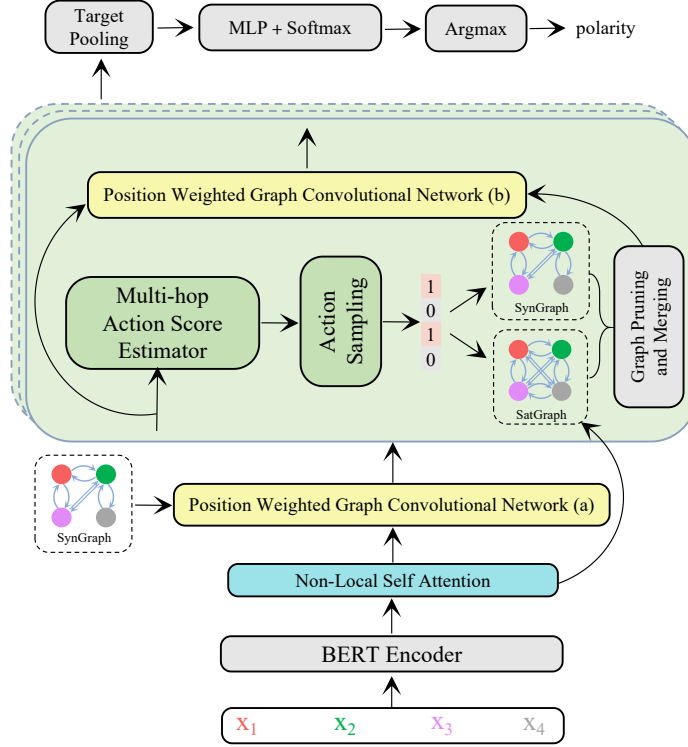 Target
Pooling
MLP + Softmax
Argmax
polarity
Position Weighted Graph Convolutional Network (b)
Multi-hop
Action Score
Estimator
Action
Sampling
1
0
1
0
SynGraph
SatGraph
Graph Pruning
and Merging
SynGraph
Position Weighted Graph Convolutional Network (a)
Non-Local Self Attention
BERT Encoder
x₁ x₂ x₃ x₄